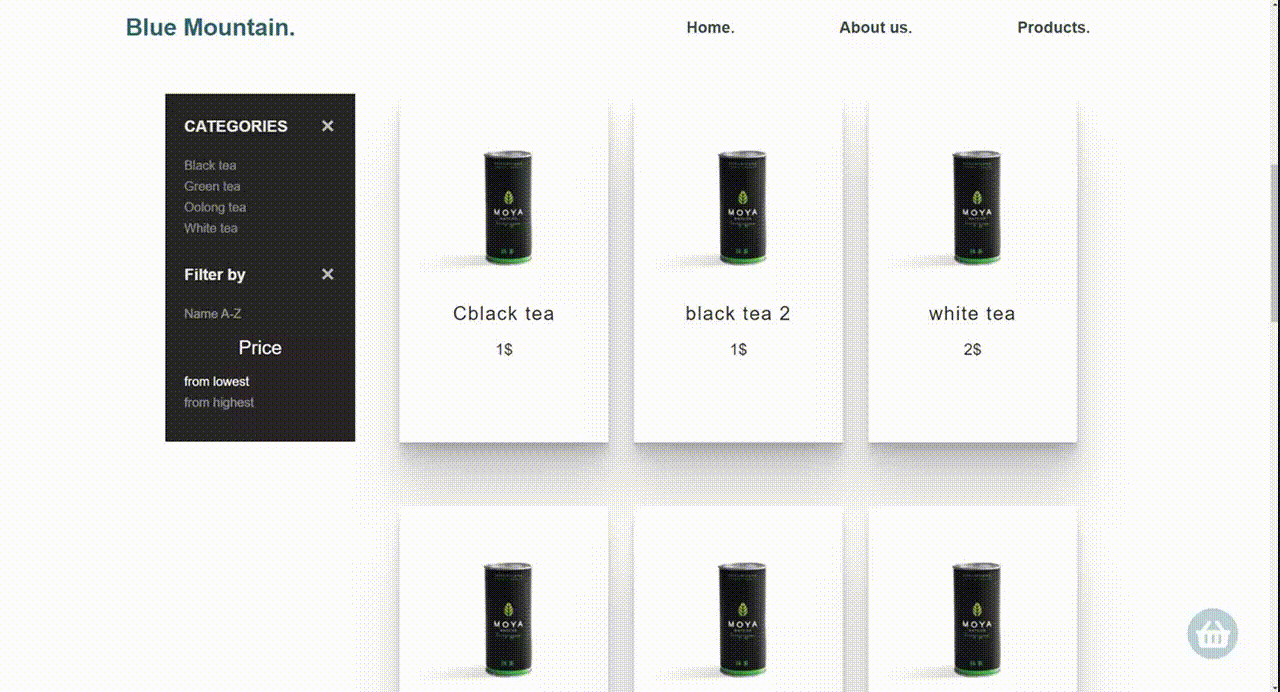 Blue Mountain.
Home.
About us.
Products.
CATEGORIES ×
Black tea
Green tea
Oolong tea
White tea
Filter by ×
Name A-Z
Price
from lowest
from highest
MOYA
Cblack tea
1$
MOYA
black tea 2
1$
MOYA
white tea
2$
MOYA
MOYA
MOYA